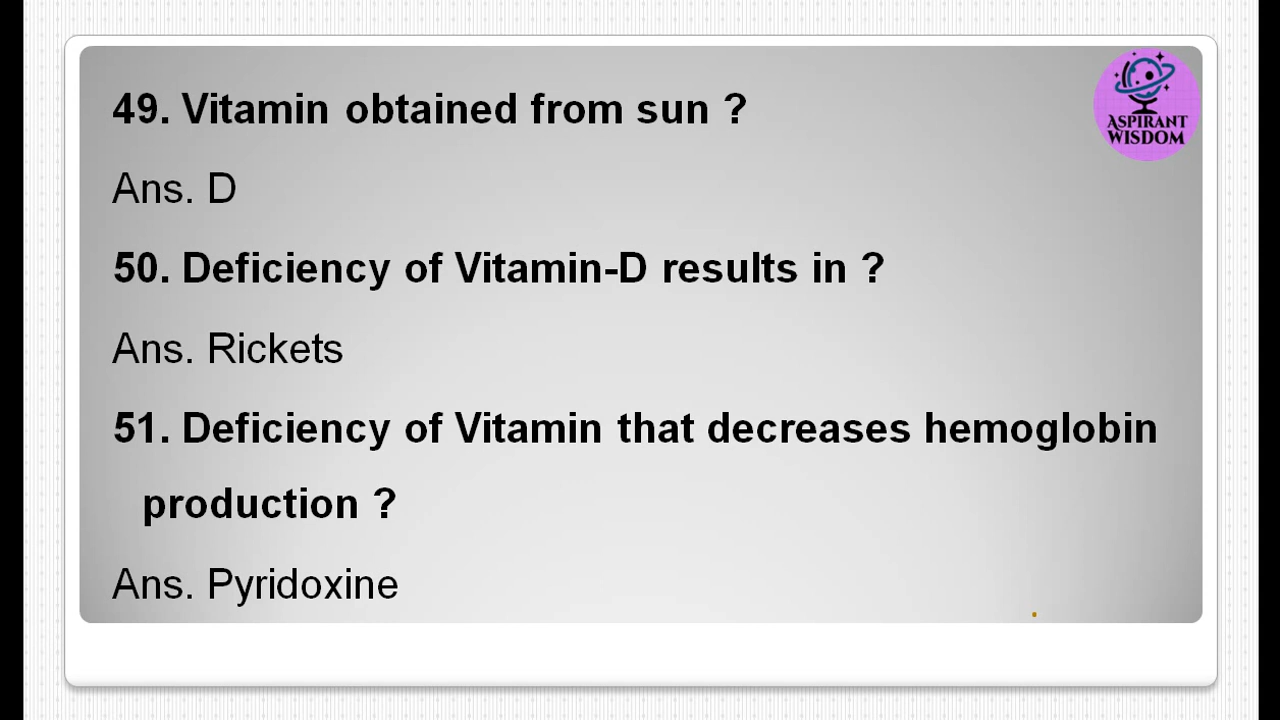 49. Vitamin obtained from sun ?
Ans. D
50. Deficiency of Vitamin-D results in ?
Ans. Rickets
51. Deficiency of Vitamin that decreases hemoglobin
production ?
Ans. Pyridoxine
ASPIRANT
WISDOM